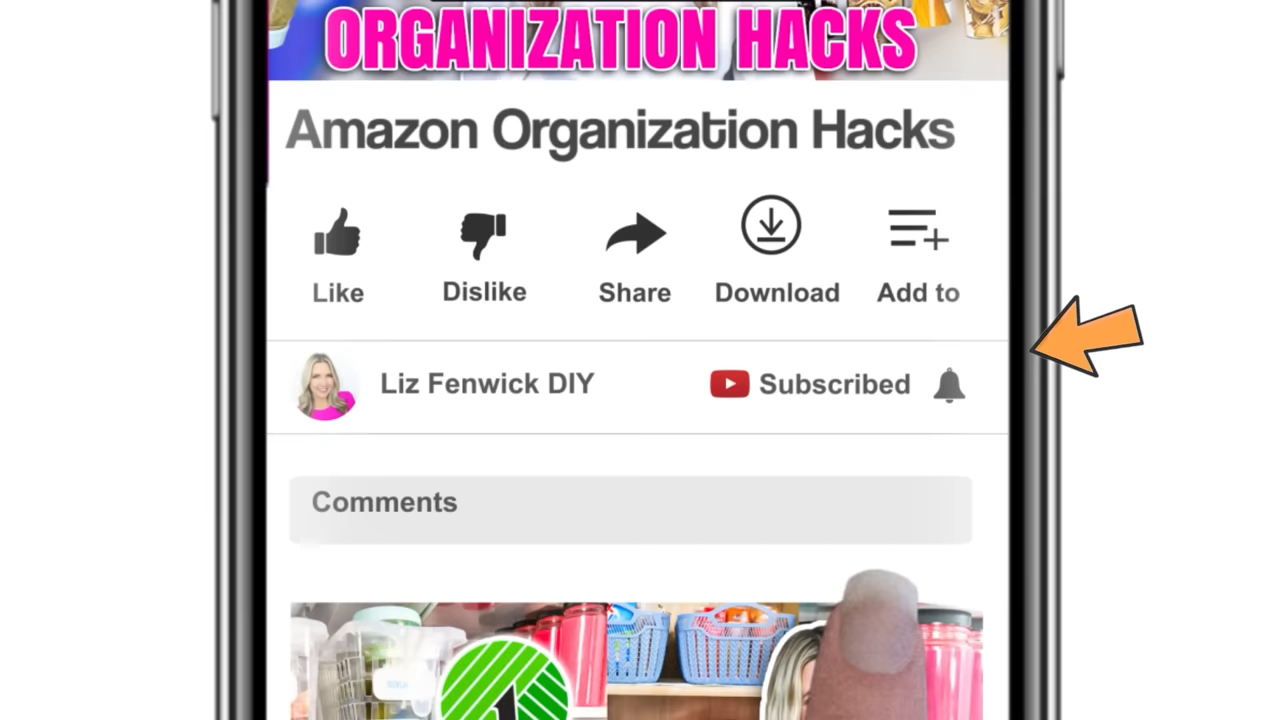 ORGANIZATION HACKS
Amazon Organization Hacks
Like Dislike Share Download Add to
Liz Fenwick DIY Subscribed
Comments